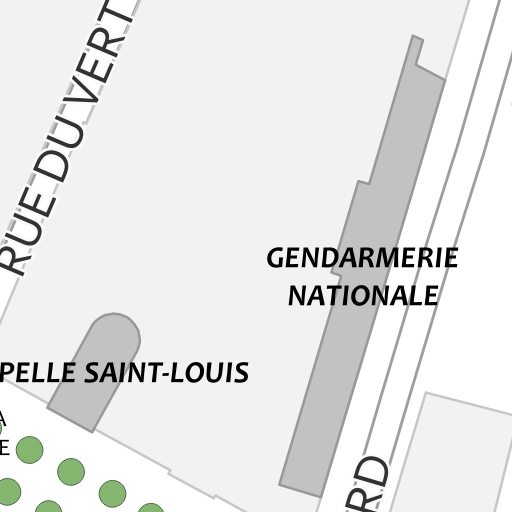 RUE DU VERT
GENDARMERIE
NATIONALE
PELLE SAINT-LOUIS
A
E
RD